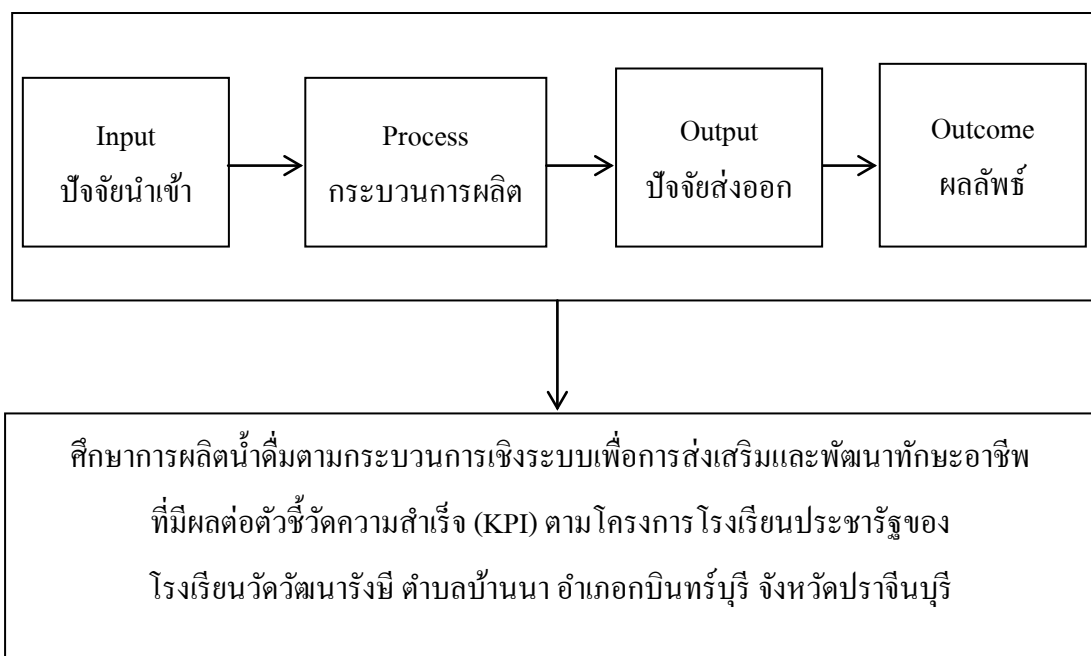 Input
ปัจจัยนำเข้า
Process
กระบวนการผลิต
Output
ปัจจัยส่งออก
Outcome
ผลลัพธ์
ศึกษาการผลิตน้ำดื่มตามกระบวนการเชิงระบบเพื่อการส่งเสริมและพัฒนาทักษะอาชีพ
ที่มีผลต่อตัวชี้วัดความสำเร็จ (KPI) ตามโครงการโรงเรียนประชารัฐของ
โรงเรียนวัดวัฒนารังษี ตำบลบ้านนา อำเภอกบินทร์บุรี จังหวัดปราจีนบุรี